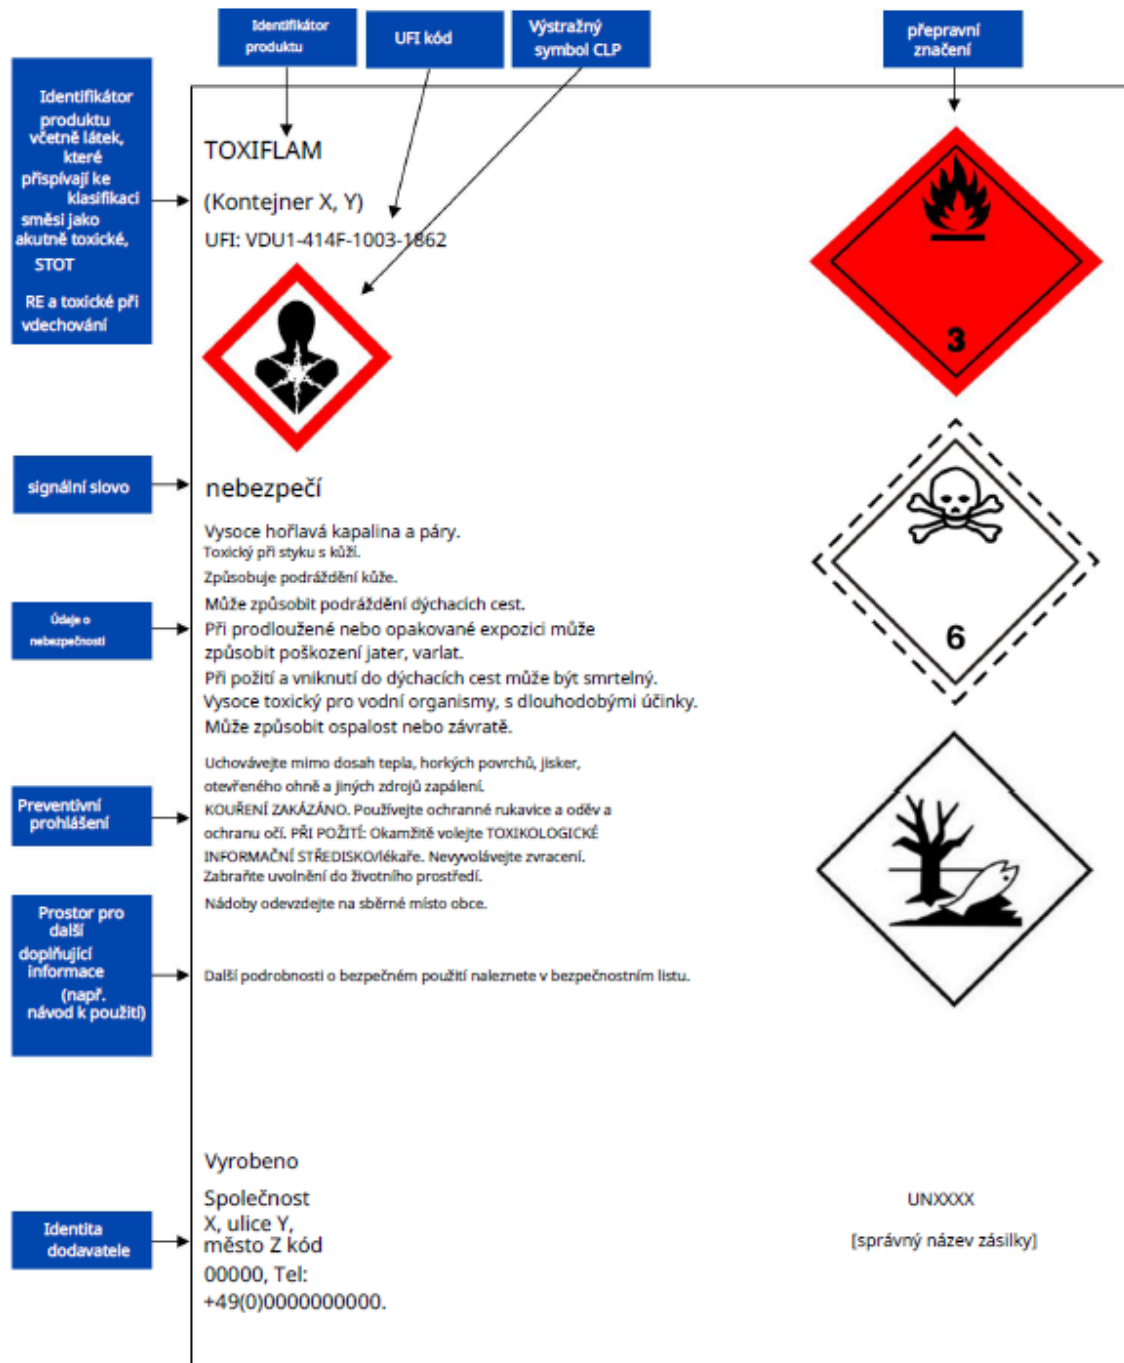 Identifikátor
produktu
UFI kód
Výstražný
symbol CLP
přepravní
značení
Identifikátor
produktu
včetně látek,
které
přispívají ke
klasifikaci
směsi jako
akutně toxické,
STOT
RE a toxické při
vdechování
TOXIFLAM
(Kontejner X, Y)
UFI: VDU1-414F-1003-1862
3
signální slovo
nebezpečí
Vysoce hořlavá kapalina a páry.
Toxický při styku s kůží.
Způsobuje podráždění kůže.
Může způsobit podráždění dýchacích cest.
Údaje o
nebezpečnosti
Při prodloužené nebo opakované expozici může
způsobit poškození jater, varlat.
Při požití a vniknutí do dýchacích cest může být smrtelný.
Vysoce toxický pro vodní organismy, s dlouhodobými účinky.
Může způsobit ospalost nebo závratě.
6
Uchovávejte mimo dosah tepla, horkých povrchů, jisker,
otevřeného ohně a jiných zdrojů zapálení.
Preventivní
prohlášení
KOUŘENÍ ZAKÁZÁNO. Používejte ochranné rukavice a oděv a
ochranu očí. PŘI POŽITÍ: Okamžitě volejte TOXIKOLOGICKÉ
INFORMAČNÍ STŘEDISKO/lékaře. Nevyvolávejte zvracení.
Zabraňte uvolnění do životního prostředí.
Nádoby odevzdejte na sběrné místo obce.
Prostor pro
další
doplňující
informace
(např.
návod k použití)
Další podrobnosti o bezpečném použití naleznete v bezpečnostním listu.
Vyrobeno
Identita
dodavatele
Společnost
X, ulice Y,
město Z kód
00000, Tel:
+49(0)0000000000.
UNXXXX
[správný název zásilky]